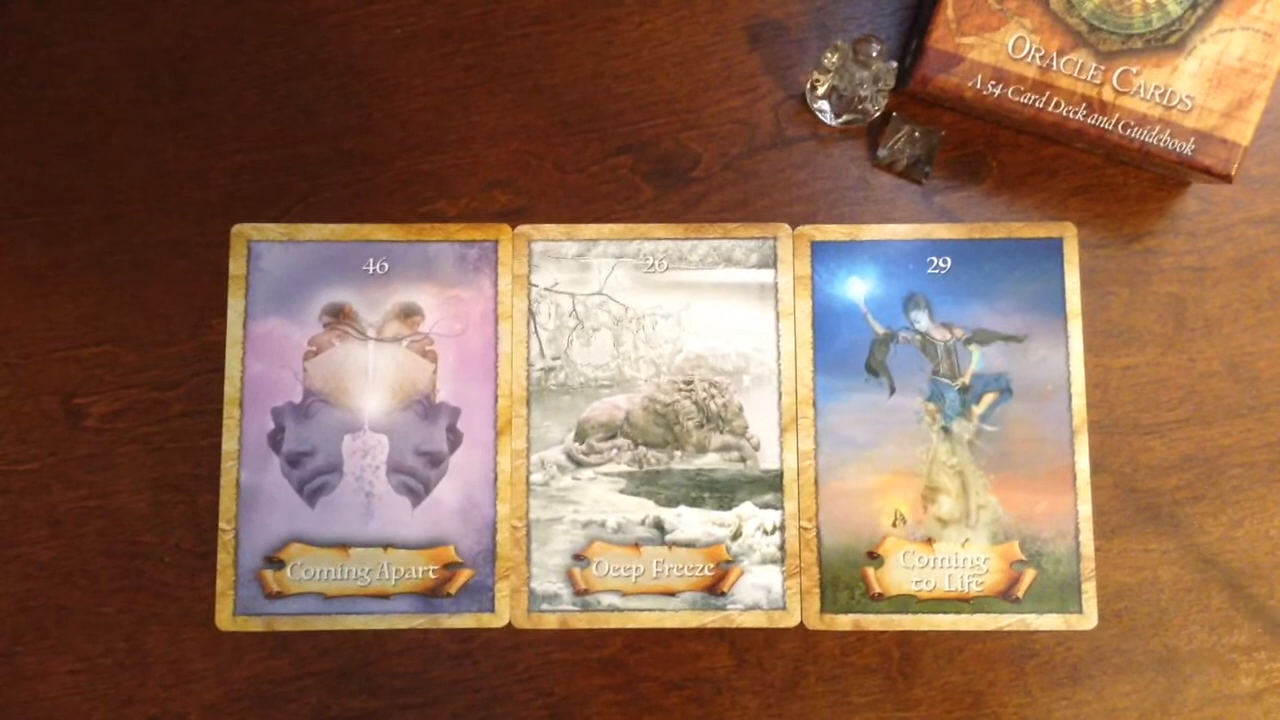 ORACLE CARDS
A 54-Card Deck and Guidebook
46
26
29
Coming Apart
Deep Freeze
Coming
to Life